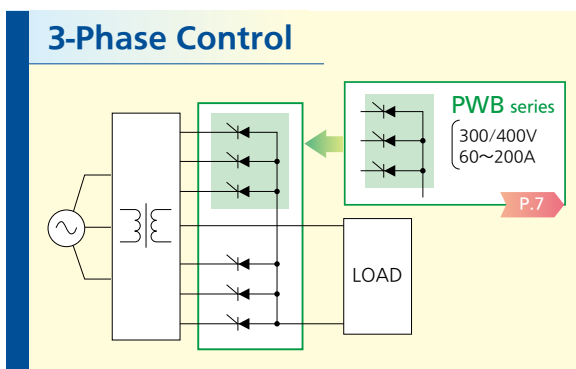 3-Phase Control
PWB series
300/400V
60～200A
P.7
LOAD